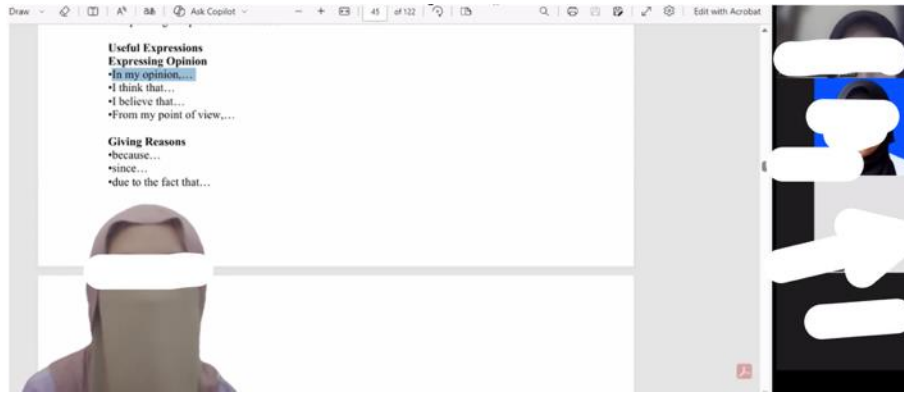 Draw
Ask Copilot
45 of 122
Edit with Acrobat
Useful Expressions
Expressing Opinion
•In my opinion,…
•I think that…
•I believe that…
•From my point of view,…
Giving Reasons
•because…
•since…
•due to the fact that…